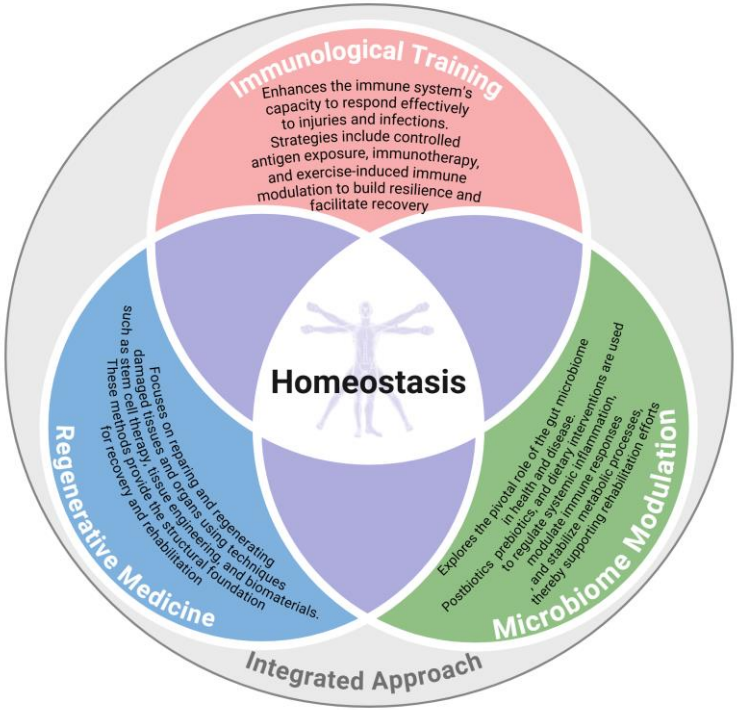 Immunological Training
Enhances the immune system's
capacity to respond effectively
to injuries and infections.
Strategies include controlled
antigen exposure, immunotherapy,
and exercise-induced immune
modulation to build resilience and
facilitate recovery
Homeostasis
Regenerative Medicine
Focuses on repairing and regenerating
damaged tissues and organs using techniques
such as stem cell therapy, tissue engineering, and biomaterials.
These methods provide the structural foundation
for recovery and rehabilitation
Microbiome Modulation
Explores the pivotal role of the gut microbiome
in health and disease.
Postbiotics prebiotics, and dietary interventions are used
to regulate systemic inflammation,
modulate immune responses
, and stabilize metabolic processes,
thereby supporting rehabilitation efforts
Integrated Approach